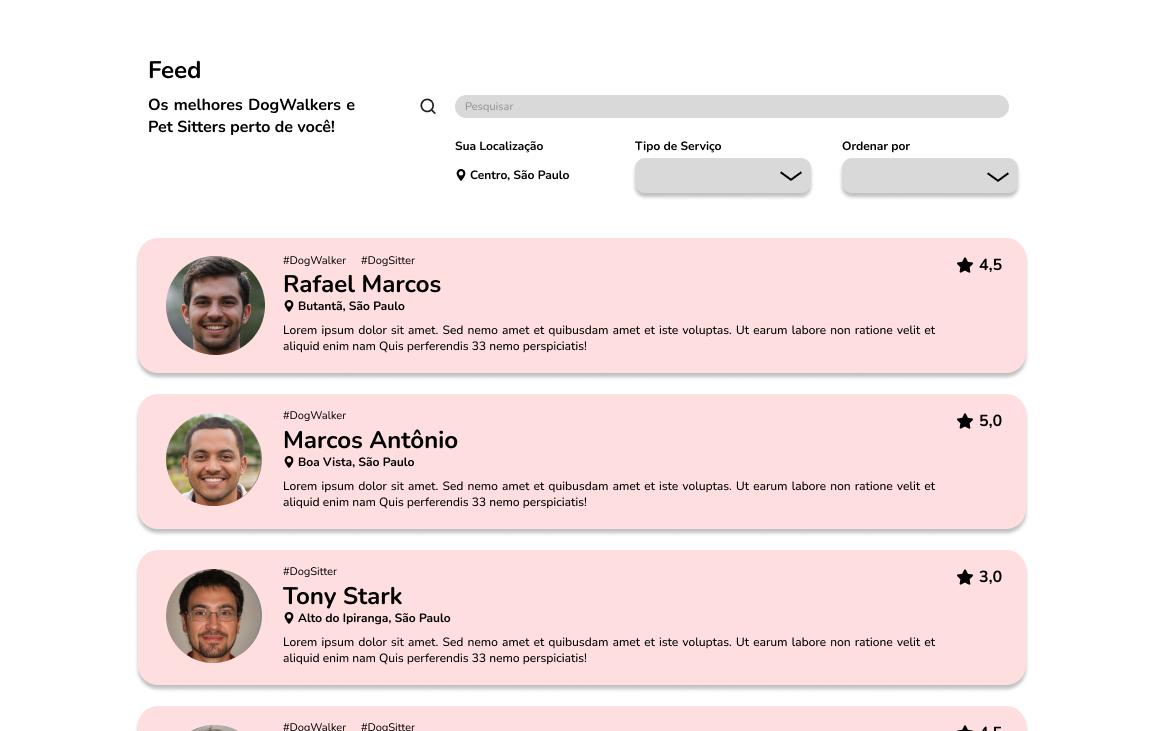 Feed
Os melhores DogWalkers e
Pet Sitters perto de você!
Pesquisar
Sua Localização
Tipo de Serviço
Ordenar por
Centro, São Paulo
#DogWalker #DogSitter
4,5
Rafael Marcos
Butantã, São Paulo
Lorem ipsum dolor sit amet. Sed nemo amet et quibusdam amet et iste voluptas. Ut earum labore non ratione velit et
aliquid enim nam Quis perferendis 33 nemo perspiciatis!
#DogWalker
5,0
Marcos Antônio
Boa Vista, São Paulo
Lorem ipsum dolor sit amet. Sed nemo amet et quibusdam amet et iste voluptas. Ut earum labore non ratione velit et
aliquid enim nam Quis perferendis 33 nemo perspiciatis!
#DogSitter
3,0
Tony Stark
Alto do Ipiranga, São Paulo
Lorem ipsum dolor sit amet. Sed nemo amet et quibusdam amet et iste voluptas. Ut earum labore non ratione velit et
aliquid enim nam Quis perferendis 33 nemo perspiciatis!
#DogWalker #DogSitter
4,5